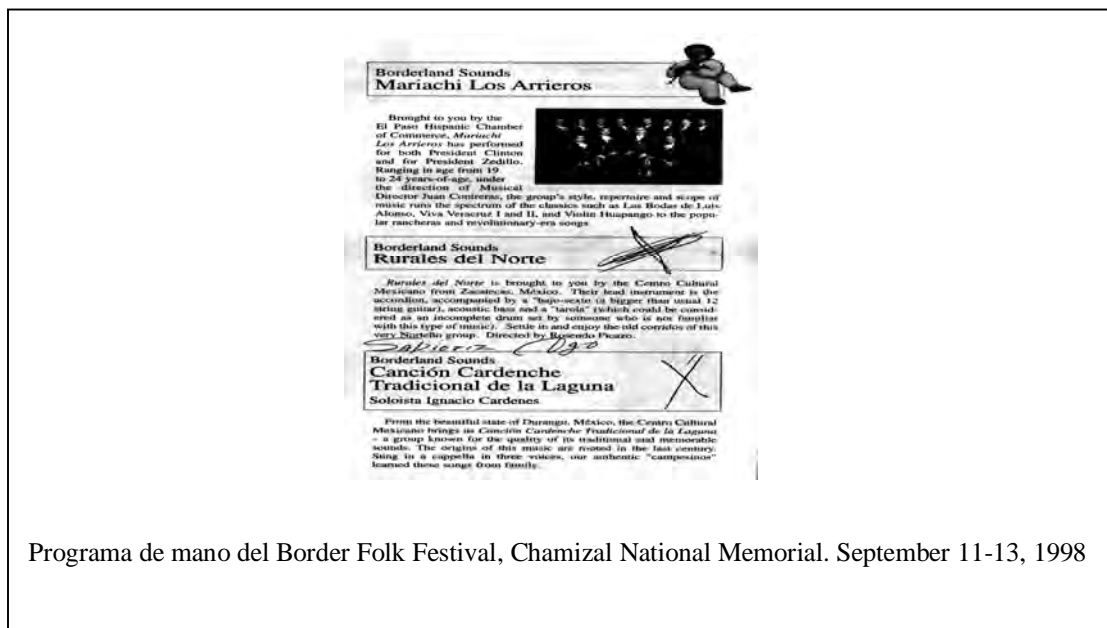 Borderland Sounds
Mariachi Los Arrieros
Brought to you by the
El Paso Hispanic Chamber
of Commerce, Mariachi
Los Arrieros has performed
for both President Clinton
and for President Zedillo.
Ranging in age from 19
to 24 years-of-age, under
the direction of Musical
Director Juan Contreras, the group's style, repertoire and scope of
music runs the spectrum of the classics such as Las Bodas de Luis
Alonso, Viva Veracruz I and II, and Violin Huapango to the popu-
lar rancheras and revolutionary-era songs
Borderland Sounds
Rurales del Norte
Rurales del Norte is brought to you by the Centro Cultural
Mexicano from Zacatecas, México. Their lead instrument is the
accordion, accompanied by a "bajo-sexto (a bigger than usual 12
string guitar), acoustic bass and a "tarola" (which could be consid-
ered as an incomplete drum set by someone who is not familiar
with this type of music). Settle in and enjoy the old corridos of this
very Norteño group. Directed by Rosendo Picazo.
Borderland Sounds
Canción Cardenche
Tradicional de la Laguna
Soloista Ignacio Cardenes
From the beautiful state of Durango, México, the Centro Cultural
Mexicano brings us Canción Cardenche Tradicional de la Laguna
– a group known for the quality of its traditional and memorable
sounds. The origins of this music are rooted in the last century.
Sung in a cappella in three voices, our authentic "campesinos"
learned these songs from family.
Programa de mano del Border Folk Festival, Chamizal National Memorial. September 11-13, 1998